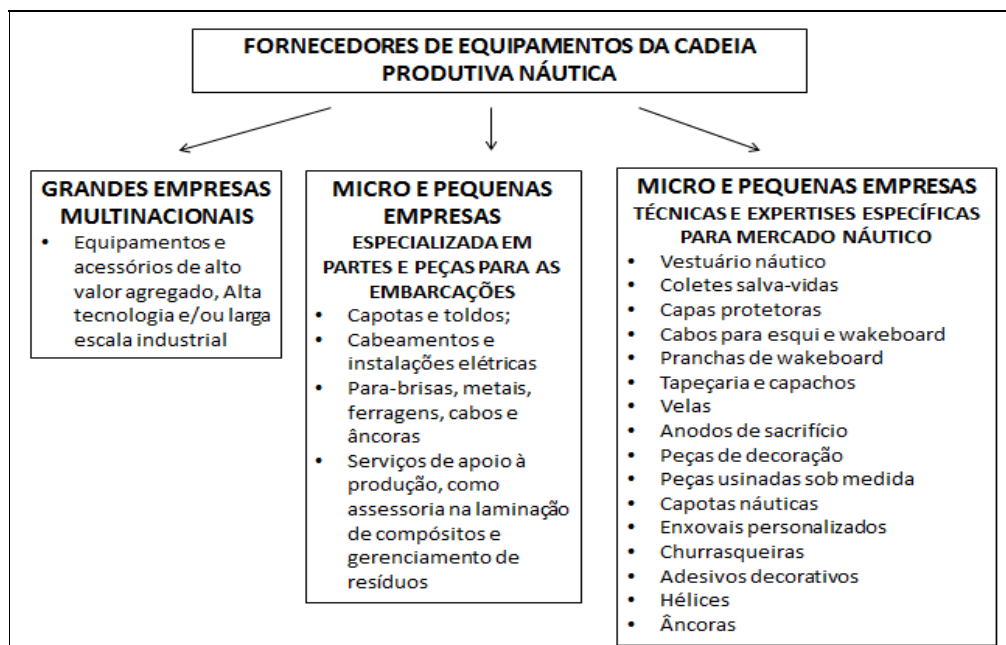 FORNECEDORES DE EQUIPAMENTOS DA CADEIA
PRODUTIVA NÁUTICA
GRANDES EMPRESAS
MULTINACIONAIS
• Equipamentos e
acessórios de alto
valor agregado, Alta
tecnologia e/ou larga
escala industrial
MICRO E PEQUENAS
EMPRESAS
ESPECIALIZADA EM
PARTES E PEÇAS PARA AS
EMBARCAÇÕES
• Capotas e toldos;
• Cabeamentos e
instalações elétricas
• Para-brisas, metais,
ferragens, cabos e
âncoras
• Serviços de apoio à
produção, como
assessoria na laminação
de compósitos e
gerenciamento de
resíduos
MICRO E PEQUENAS EMPRESAS
TÉCNICAS E EXPERTISES ESPECÍFICAS
PARA MERCADO NÁUTICO
• Vestuário náutico
• Coletes salva-vidas
• Capas protetoras
• Cabos para esqui e wakeboard
• Pranchas de wakeboard
• Tapeçaria e capachos
• Velas
• Anodos de sacrifício
• Peças de decoração
• Peças usinadas sob medida
• Capotas náuticas
• Enxovais personalizados
• Churrasqueiras
• Adesivos decorativos
• Hélices
• Âncoras